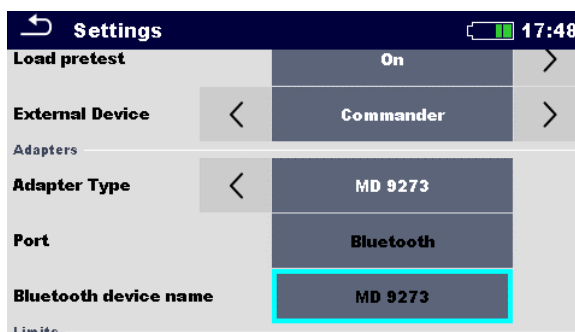 Settings 17:48
Load pretest On
External Device Commander
Adapters
Adapter Type MD 9273
Port Bluetooth
Bluetooth device name MD 9273
Limits